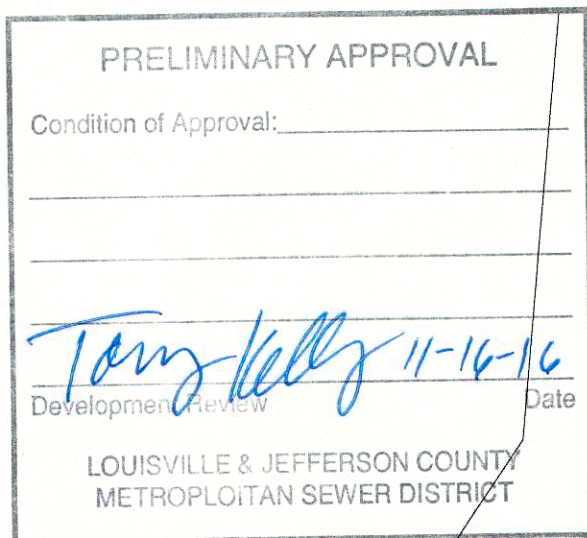 PRELIMINARY APPROVAL
Condition of Approval:
Tony Kelly 11-16-16
Development Review Date
LOUISVILLE & JEFFERSON COUNTY
METROPLOITAN SEWER DISTRICT